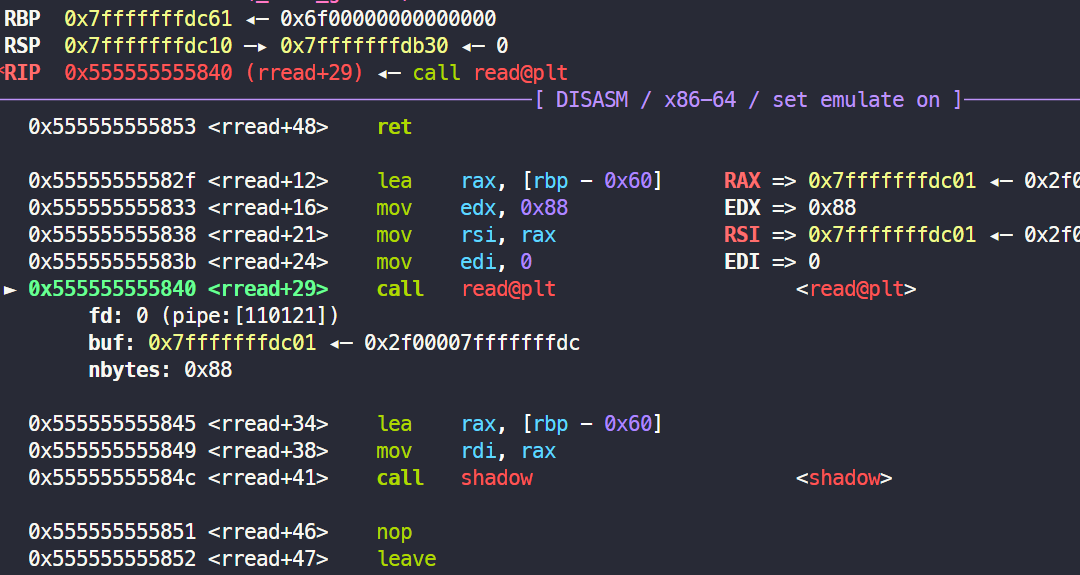 RBP  0x7fffffffdc61 ◂— 0x6f00000000000000
RSP  0x7fffffffdc10 —▸ 0x7fffffffdb30 ◂— 0
RIP  0x555555555840 (rread+29) ◂— call read@plt
[ DISASM / x86-64 / set emulate on ]
0x555555555853 <rread+48>    ret
0x55555555582f <rread+12>    lea    rax, [rbp - 0x60]     RAX => 0x7fffffffdc01 ◂— 0x2f0
0x555555555833 <rread+16>    mov    edx, 0x88             EDX => 0x88
0x555555555838 <rread+21>    mov    rsi, rax              RSI => 0x7fffffffdc01 ◂— 0x2f0
0x55555555583b <rread+24>    mov    edi, 0                EDI => 0
► 0x555555555840 <rread+29>    call   read@plt                    <read@plt>
fd: 0 (pipe:[110121])
buf: 0x7fffffffdc01 ◂— 0x2f00007fffffffdc
nbytes: 0x88
0x555555555845 <rread+34>    lea    rax, [rbp - 0x60]
0x555555555849 <rread+38>    mov    rdi, rax
0x55555555584c <rread+41>    call   shadow                      <shadow>
0x555555555851 <rread+46>    nop
0x555555555852 <rread+47>    leave